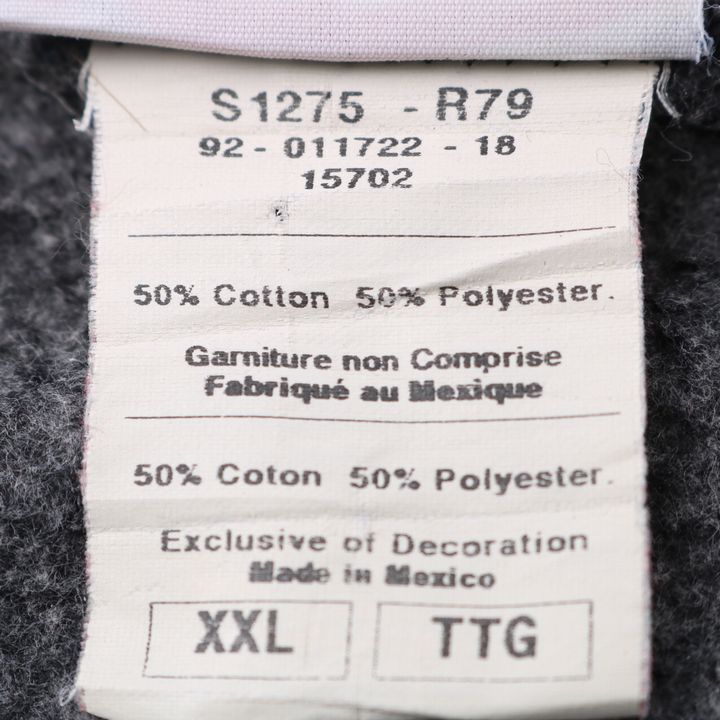 S1275 - R79
92 - 011722 - 18
15702
50% Cotton 50% Polyester.
Garniture non Comprise
Fabriqué au Mexique
50% Coton 50% Polyester.
Exclusive of Decoration
Made in Mexico
XXL TTG